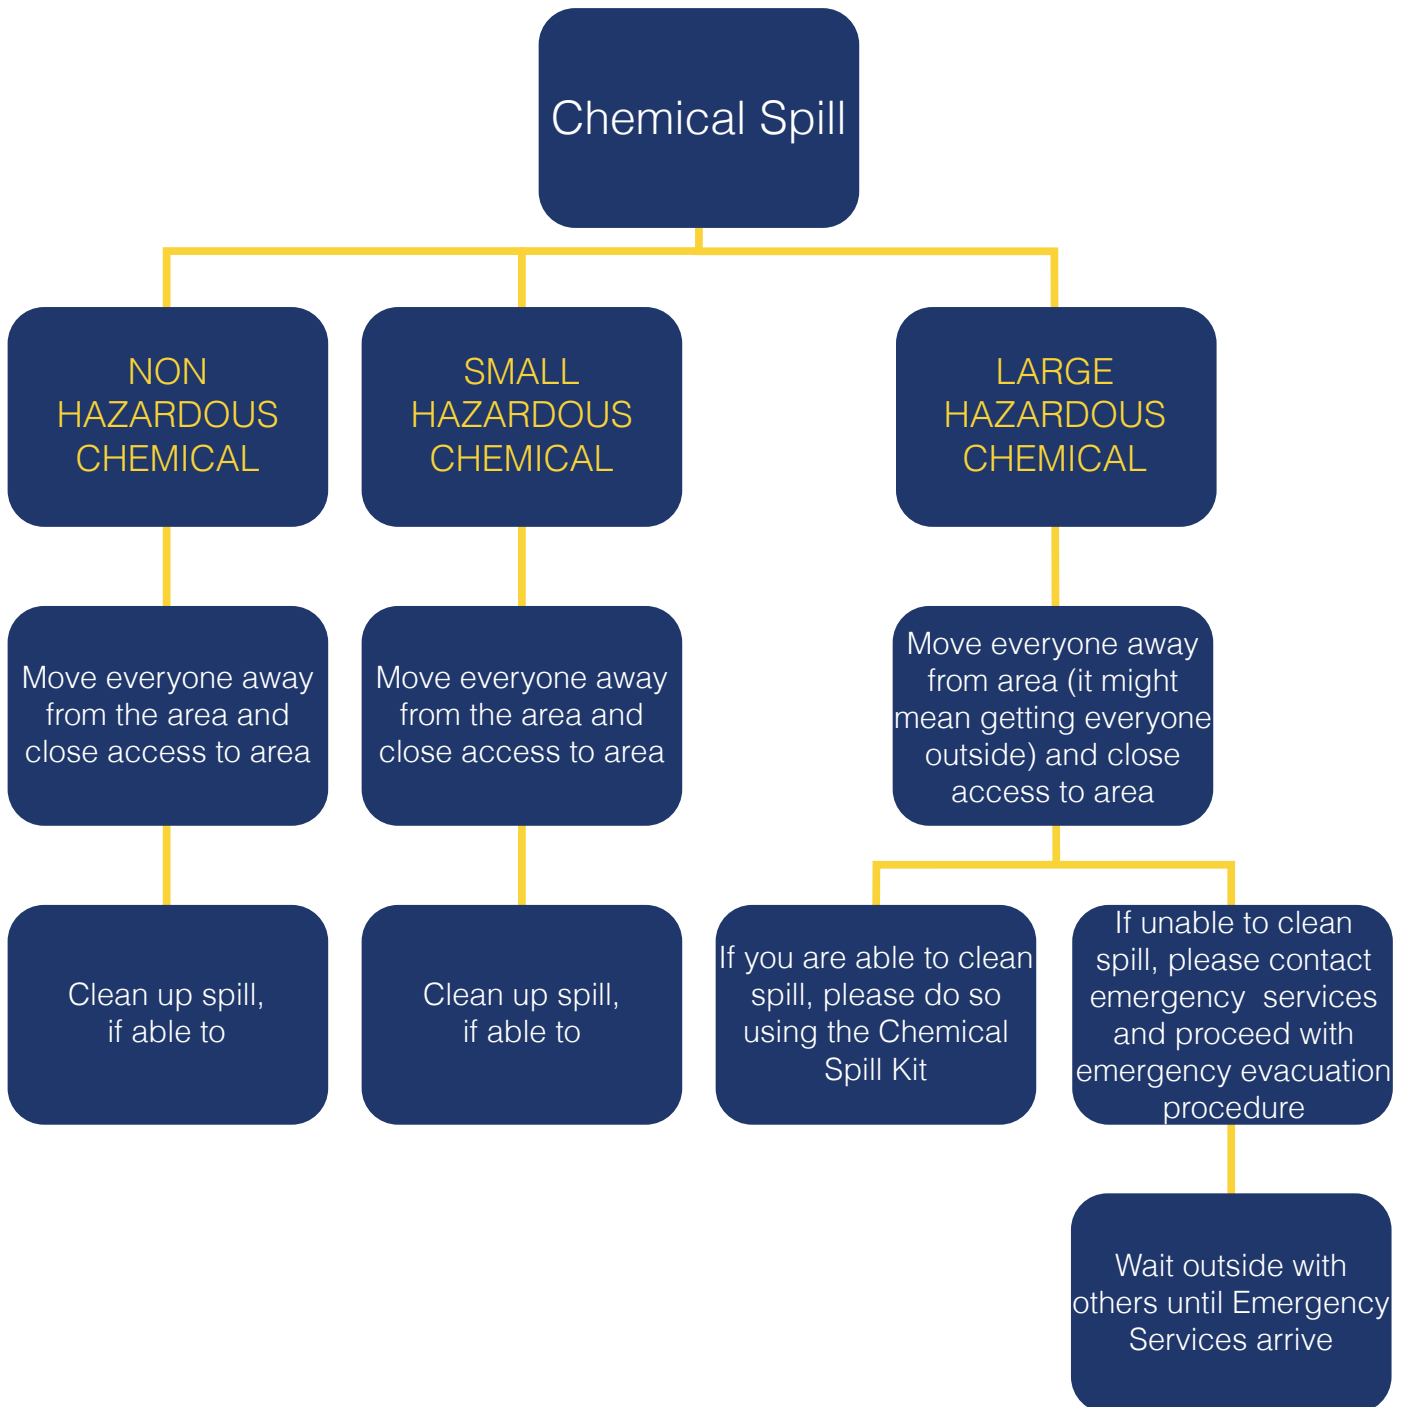 Chemical Spill
NON
HAZARDOUS
CHEMICAL
SMALL
HAZARDOUS
CHEMICAL
LARGE
HAZARDOUS
CHEMICAL
Move everyone away
from the area and
close access to area
Move everyone away
from the area and
close access to area
Move everyone away
from area (it might
mean getting everyone
outside) and close
access to area
Clean up spill,
if able to
Clean up spill,
if able to
If you are able to clean
spill, please do so
using the Chemical
Spill Kit
If unable to clean
spill, please contact
emergency  services
and proceed with
emergency evacuation
procedure
Wait outside with
others until Emergency
Services arrive